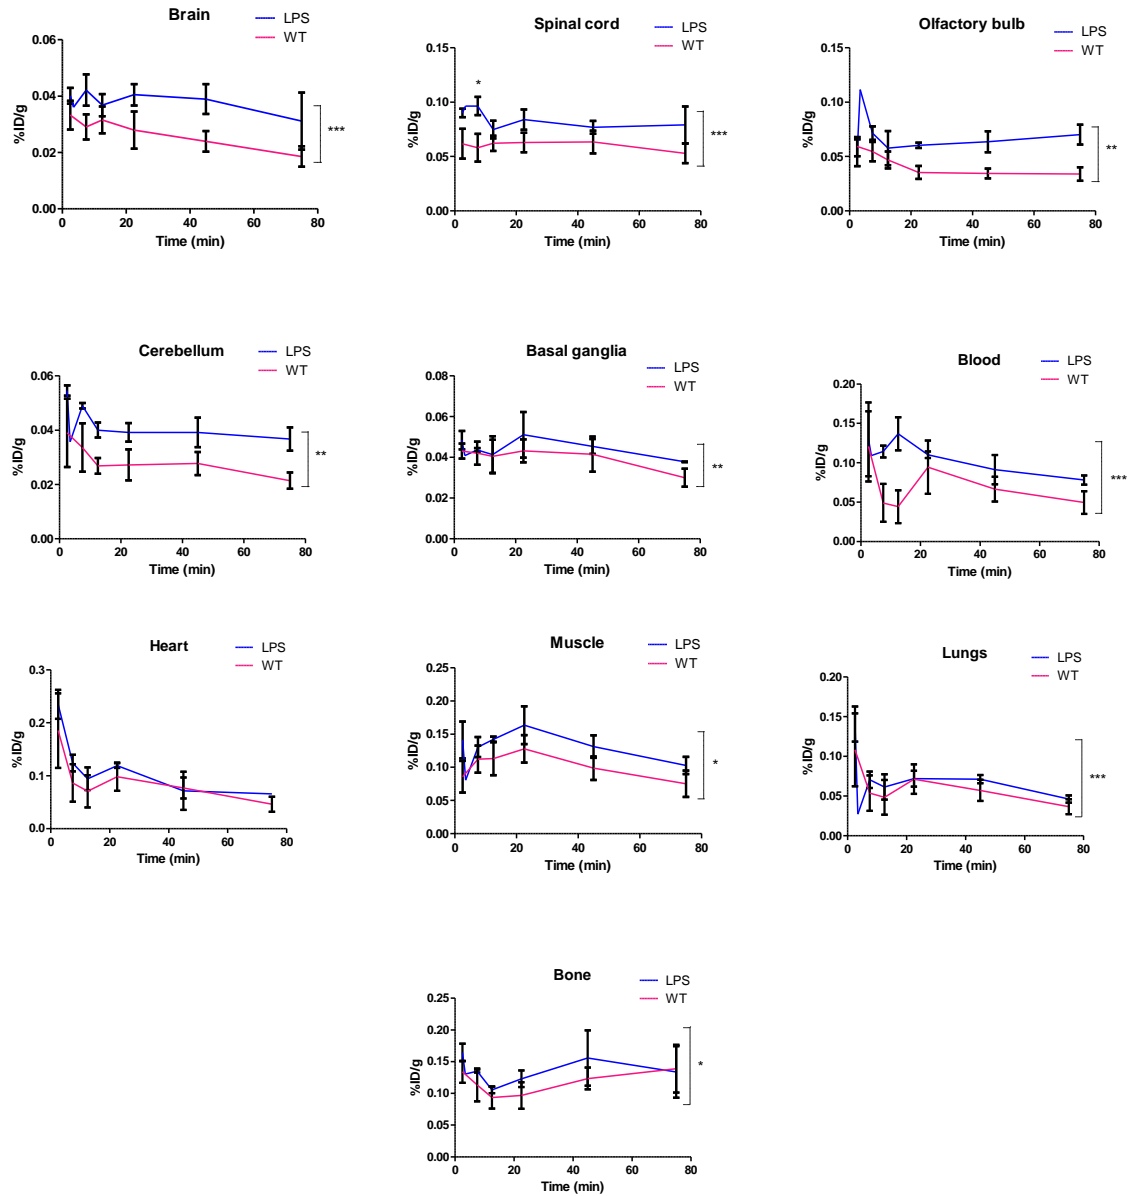 Brain
LPS
WT
0.06
0.04
0.02
0.00
%ID/g
0 20 40 60 80
Time (min)
***
Spinal cord
LPS
WT
0.15
0.10
0.05
0.00
%ID/g
*
0 20 40 60 80
Time (min)
***
Olfactory bulb
LPS
WT
0.15
0.10
0.05
0.00
%ID/g
0 20 40 60 80
Time (min)
**
Cerebellum
LPS
WT
0.06
0.04
0.02
0.00
%ID/g
0 20 40 60 80
Time (min)
**
Basal ganglia
LPS
WT
0.08
0.06
0.04
0.02
0.00
%ID/g
0 20 40 60 80
Time (min)
**
Blood
LPS
WT
0.20
0.15
0.10
0.05
0.00
%ID/g
0 20 40 60 80
Time (min)
***
Heart
LPS
WT
0.3
0.2
0.1
0.0
%ID/g
0 20 40 60 80
Time (min)
Muscle
LPS
WT
0.25
0.20
0.15
0.10
0.05
0.00
%ID/g
0 20 40 60 80
Time (min)
*
Lungs
LPS
WT
0.20
0.15
0.10
0.05
0.00
%ID/g
0 20 40 60 80
Time (min)
***
Bone
LPS
WT
0.25
0.20
0.15
0.10
0.05
0.00
%ID/g
0 20 40 60 80
Time (min)
*